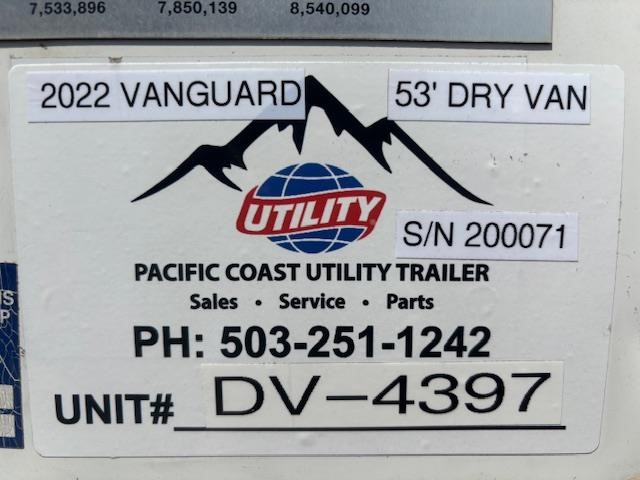 7,533,896 7,850,139 8,540,099
2022 VANGUARD 53' DRY VAN
UTILITY
S/N 200071
PACIFIC COAST UTILITY TRAILER
Sales • Service • Parts
PH: 503-251-1242
UNIT# DV-4397